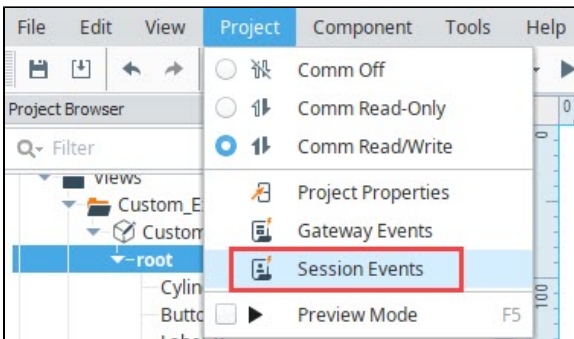 File Edit View Project Component Tools Help
Comm Off
Project Browser
Comm Read-Only
0
Filter
Comm Read/Write
0
Views
Custom_E
Project Properties
Custom
Gateway Events
root
Session Events
Cylin
100
Butto
Preview Mode F5